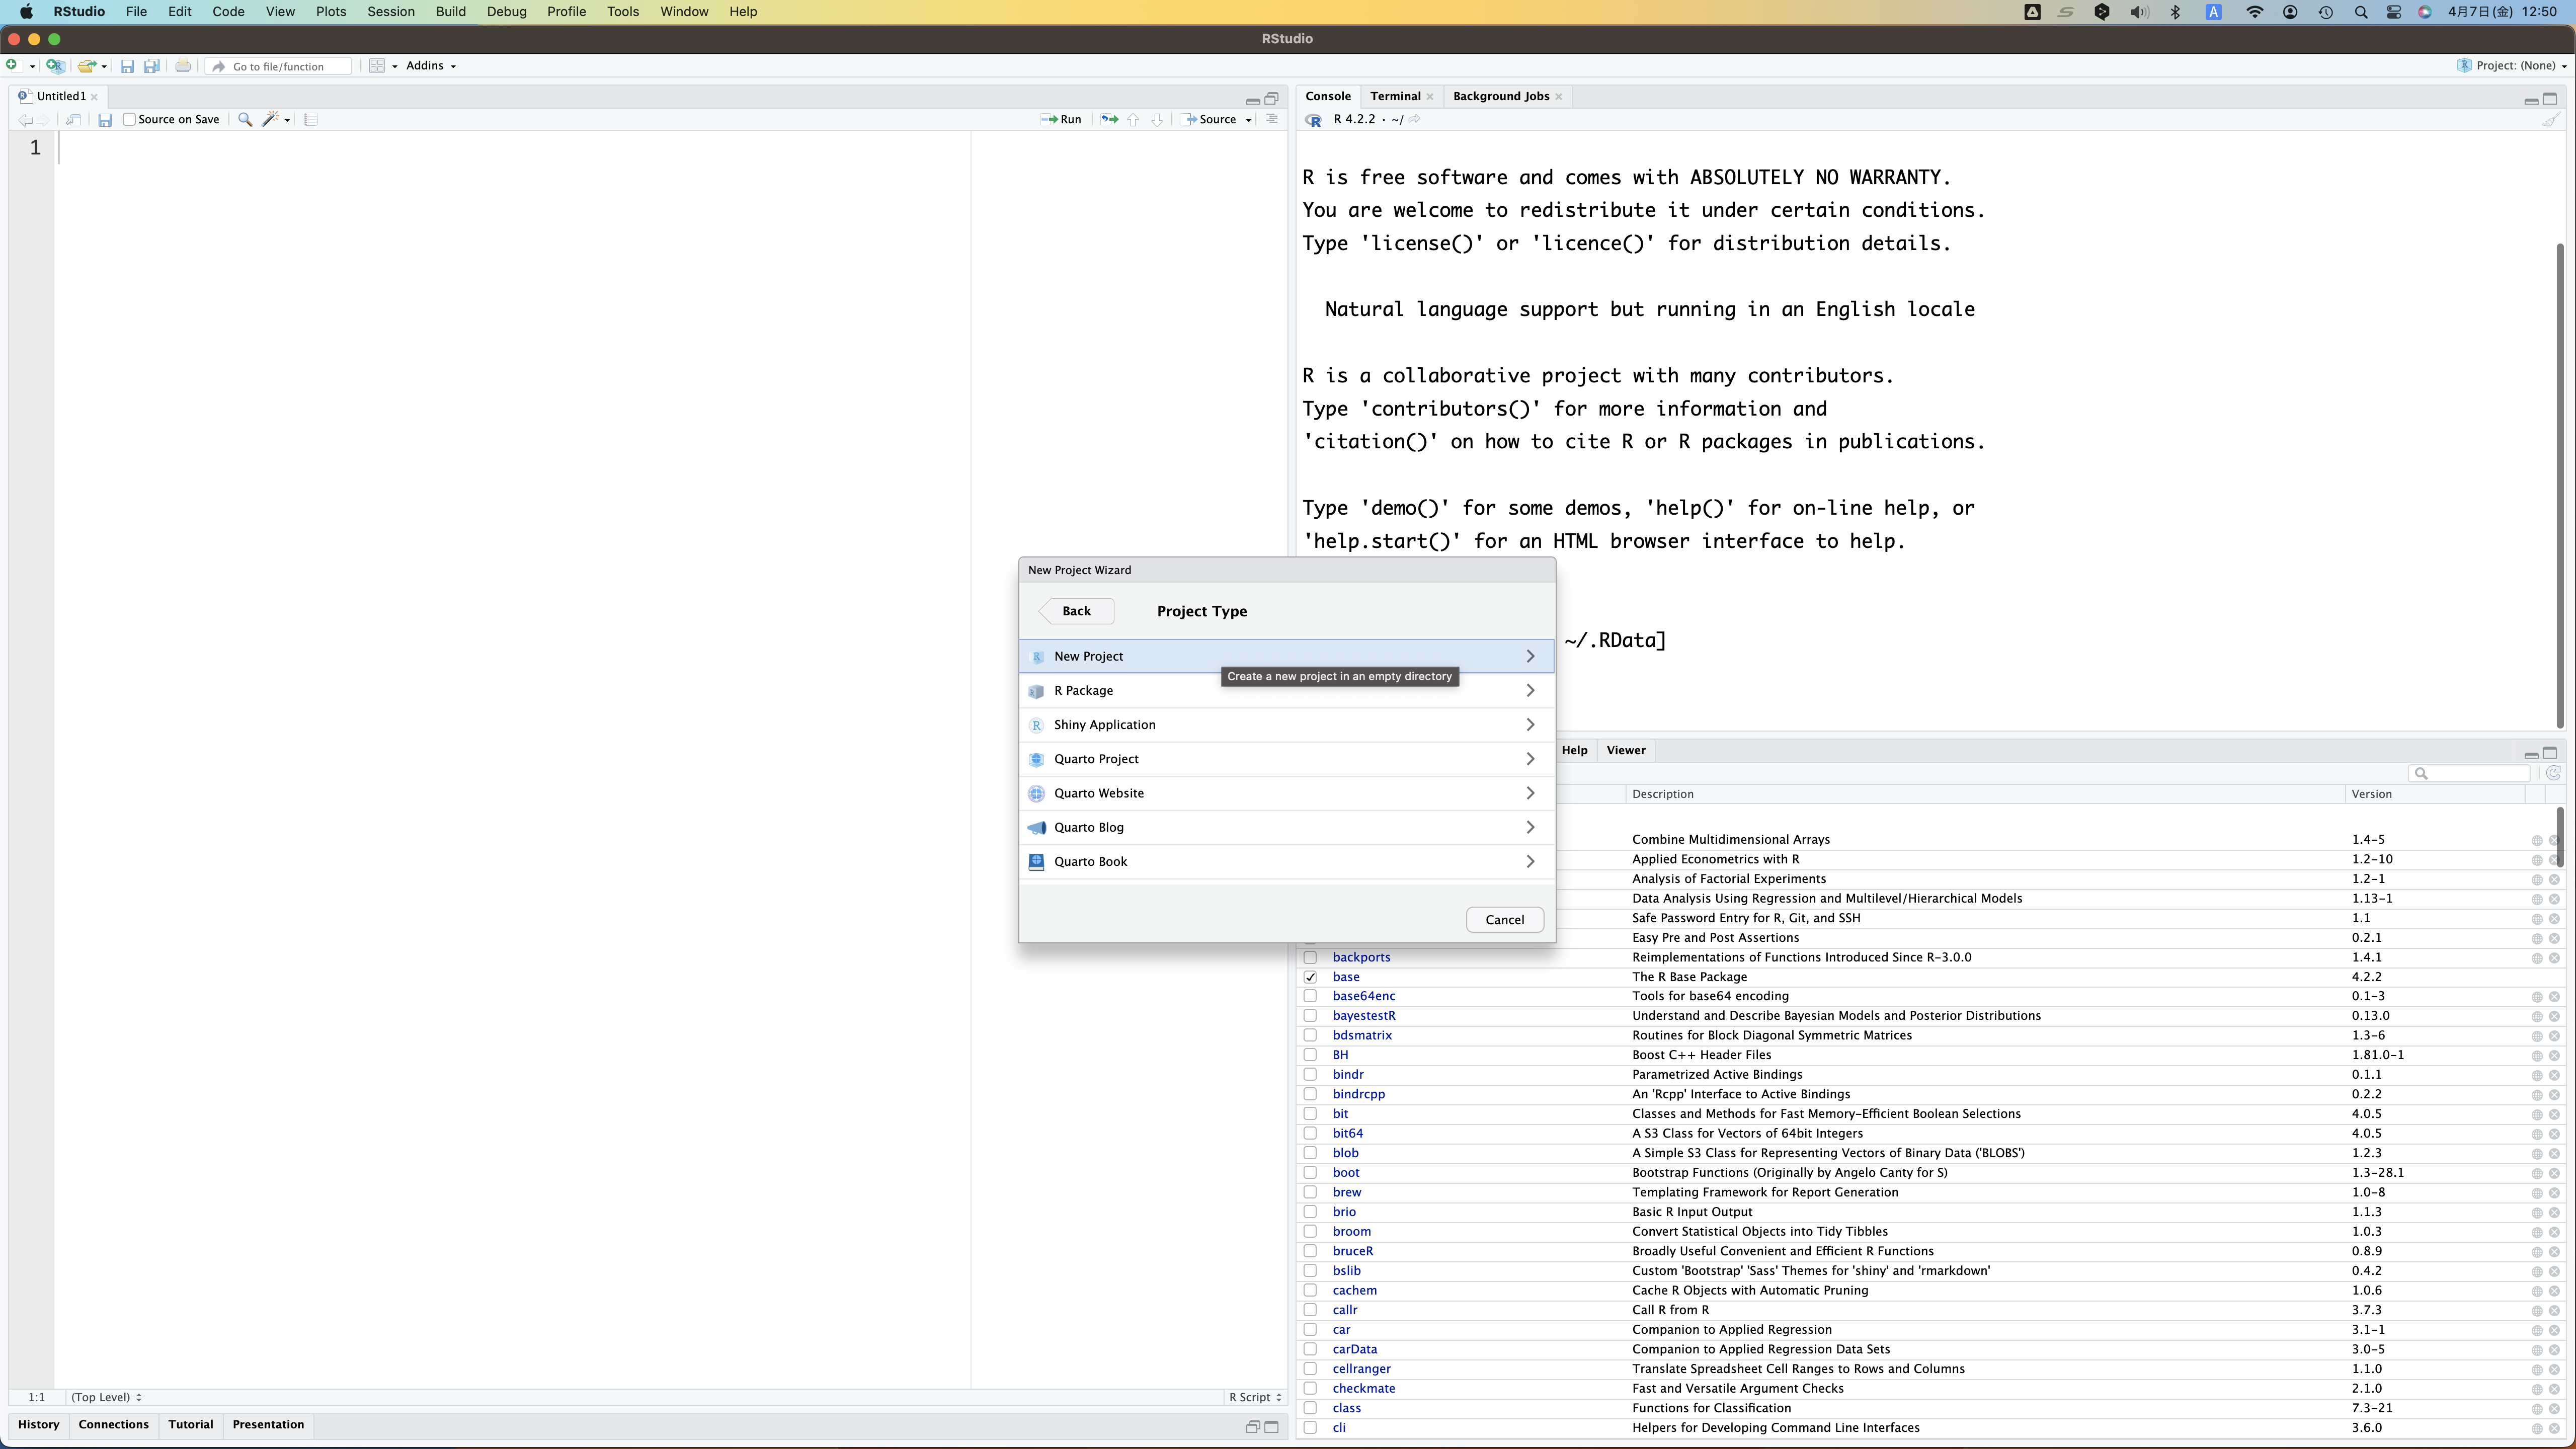 RStudio File Edit Code View Plots Session Build Debug Profile Tools Window Help
A 4月7日(金) 12:50
RStudio
Go to file/function Addins Project: (None)
Untitled1
Source on Save Run Source
1
1:1 (Top Level) R Script
History Connections Tutorial Presentation
Console Terminal Background Jobs
R 4.2.2 · ~/
R is free software and comes with ABSOLUTELY NO WARRANTY.
You are welcome to redistribute it under certain conditions.
Type 'license()' or 'licence()' for distribution details.
Natural language support but running in an English locale
R is a collaborative project with many contributors.
Type 'contributors()' for more information and
'citation()' on how to cite R or R packages in publications.
Type 'demo()' for some demos, 'help()' for on-line help, or
'help.start()' for an HTML browser interface to help.
~/.RData]
New Project Wizard
Back Project Type
New Project
Create a new project in an empty directory
R Package
Shiny Application
Quarto Project
Quarto Website
Quarto Blog
Quarto Book
Cancel
Help Viewer
Description Version
Combine Multidimensional Arrays 1.4-5
Applied Econometrics with R 1.2-10
Analysis of Factorial Experiments 1.2-1
Data Analysis Using Regression and Multilevel/Hierarchical Models 1.13-1
Safe Password Entry for R, Git, and SSH 1.1
Easy Pre and Post Assertions 0.2.1
backports Reimplementations of Functions Introduced Since R-3.0.0 1.4.1
base The R Base Package 4.2.2
base64enc Tools for base64 encoding 0.1-3
bayestestR Understand and Describe Bayesian Models and Posterior Distributions 0.13.0
bdsmatrix Routines for Block Diagonal Symmetric Matrices 1.3-6
BH Boost C++ Header Files 1.81.0-1
bindr Parametrized Active Bindings 0.1.1
bindrcpp An 'Rcpp' Interface to Active Bindings 0.2.2
bit Classes and Methods for Fast Memory-Efficient Boolean Selections 4.0.5
bit64 A S3 Class for Vectors of 64bit Integers 4.0.5
blob A Simple S3 Class for Representing Vectors of Binary Data ('BLOBS') 1.2.3
boot Bootstrap Functions (Originally by Angelo Canty for S) 1.3-28.1
brew Templating Framework for Report Generation 1.0-8
brio Basic R Input Output 1.1.3
broom Convert Statistical Objects into Tidy Tibbles 1.0.3
bruceR Broadly Useful Convenient and Efficient R Functions 0.8.9
bslib Custom 'Bootstrap' 'Sass' Themes for 'shiny' and 'rmarkdown' 0.4.2
cachem Cache R Objects with Automatic Pruning 1.0.6
callr Call R from R 3.7.3
car Companion to Applied Regression 3.1-1
carData Companion to Applied Regression Data Sets 3.0-5
cellranger Translate Spreadsheet Cell Ranges to Rows and Columns 1.1.0
checkmate Fast and Versatile Argument Checks 2.1.0
class Functions for Classification 7.3-21
cli Helpers for Developing Command Line Interfaces 3.6.0